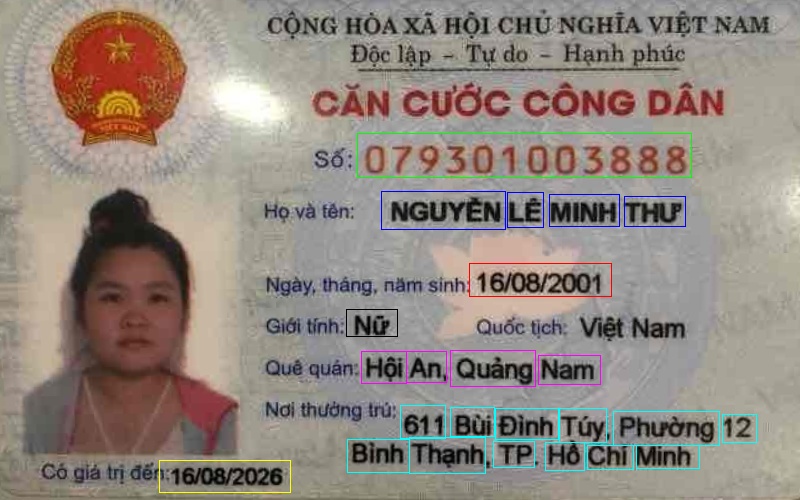 CỘNG HÒA XÃ HỘI CHỦ NGHĨA VIỆT NAM
Độc lập - Tự do - Hạnh phúc
CĂN CƯỚC CÔNG DÂN
Số: 079301003888
Họ và tên: NGUYỄN LÊ MINH THƯ
Ngày, tháng, năm sinh: 16/08/2001
Giới tính: Nữ Quốc tịch: Việt Nam
Quê quán: Hội An, Quảng Nam
Nơi thường trú: 611 Bùi Đình Túy, Phường 12
Bình Thạnh, TP. Hồ Chí Minh
Có giá trị đến: 16/08/2026
VIỆT NAM